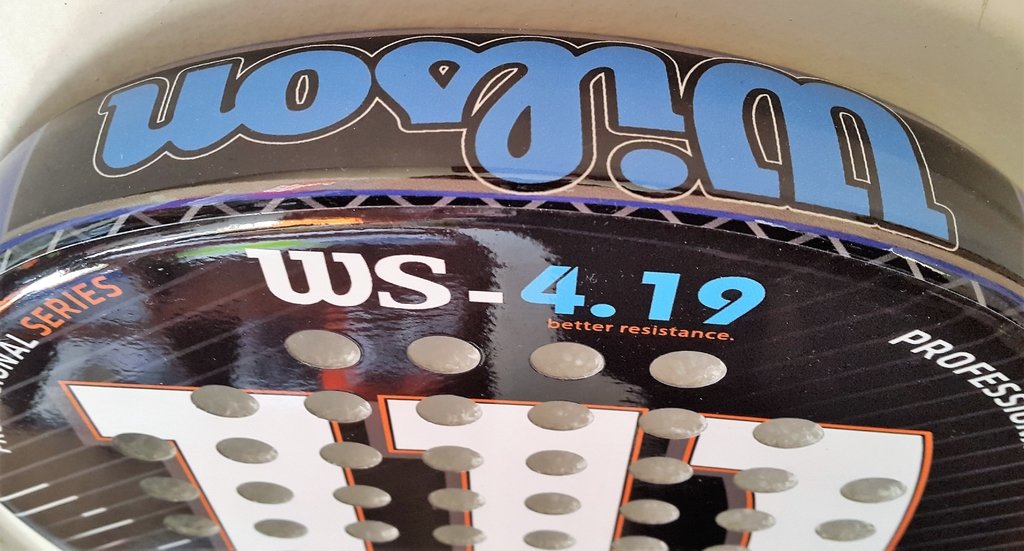 Wilson
WS-4.19
better resistance.
SERIES
PROFESSION